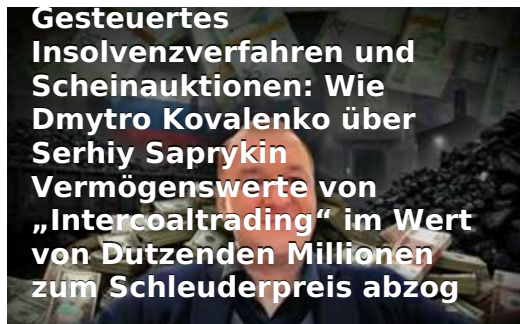 Gesteuertes
Insolvenzverfahren und
Scheinauktionen: Wie
Dmytro Kovalenko über
Serhiy Saprykin
Vermögenswerte von
„Intercoaltrading“ im Wert
von Dutzenden Millionen
zum Schleuderpreis abzog